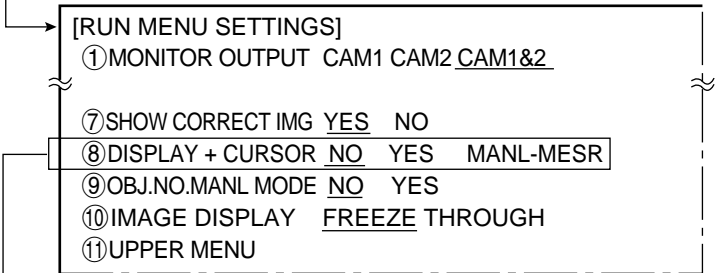 [RUN MENU SETTINGS]
①MONITOR OUTPUT CAM1 CAM2 CAM1&2
⑦SHOW CORRECT IMG YES NO
⑧DISPLAY + CURSOR NO YES MANL-MESR
⑨OBJ.NO.MANL MODE NO YES
⑩IMAGE DISPLAY FREEZE THROUGH
⑪UPPER MENU